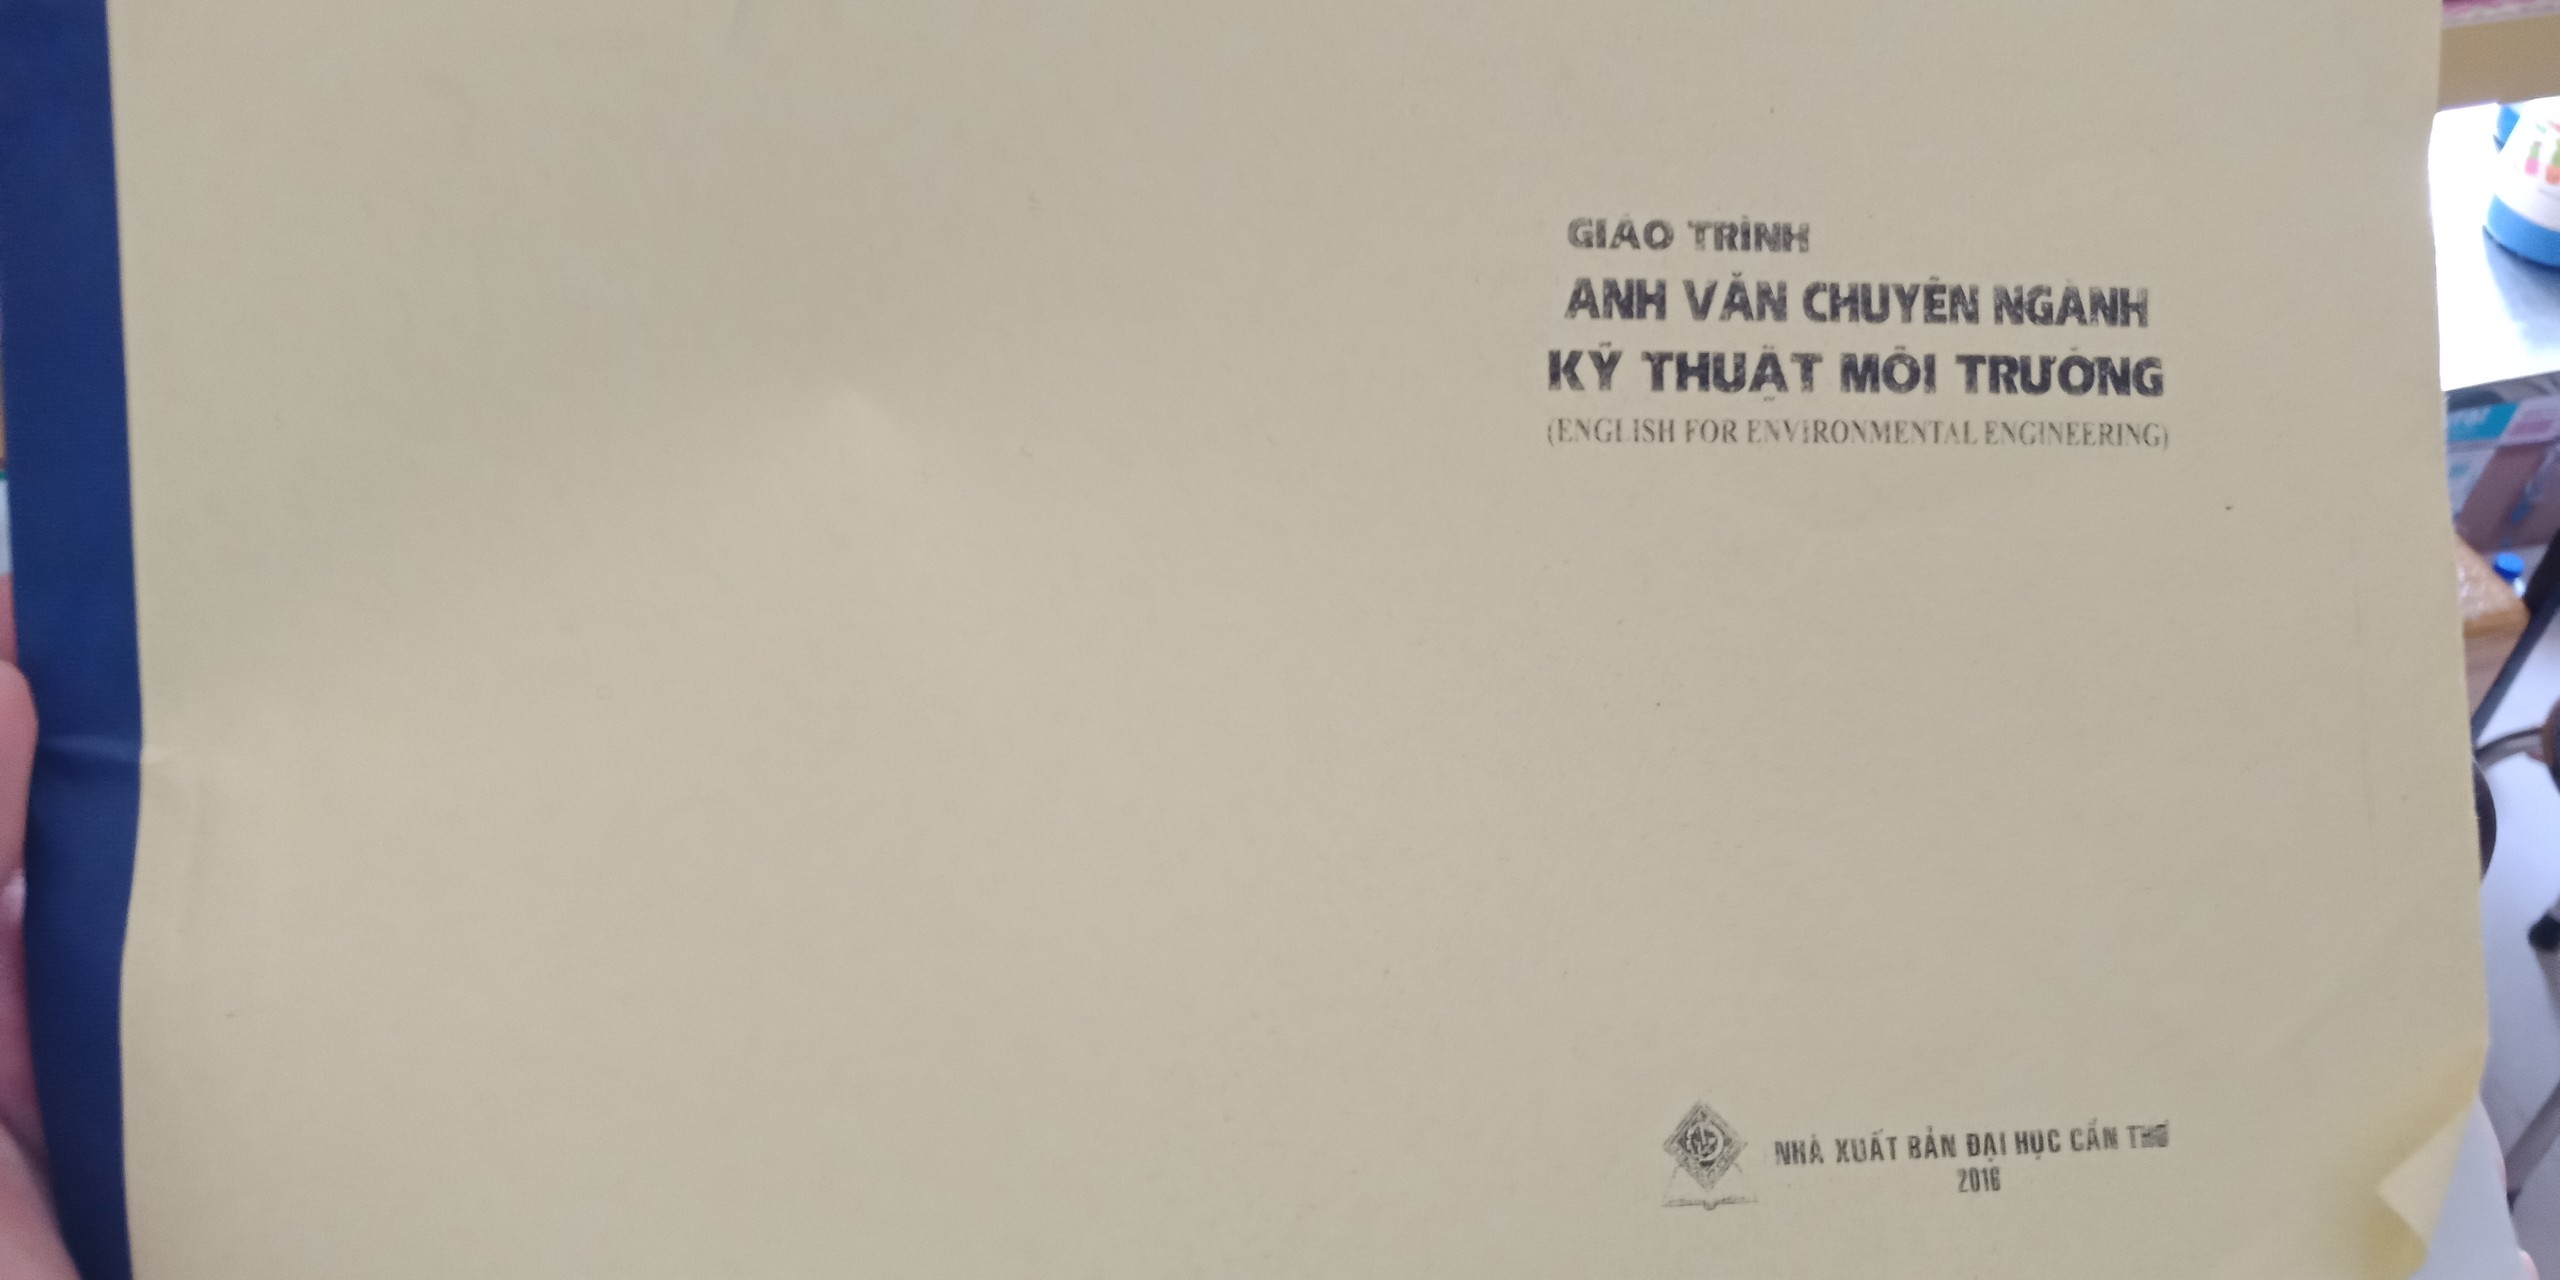 GIÁO TRÌNH
ANH VĂN CHUYÊN NGÀNH
KỸ THUẬT MÔI TRƯỜNG
(ENGLISH FOR ENVIRONMENTAL ENGINEERING)
NHÀ XUẤT BẢN ĐẠI HỌC CẦN THƠ
2016